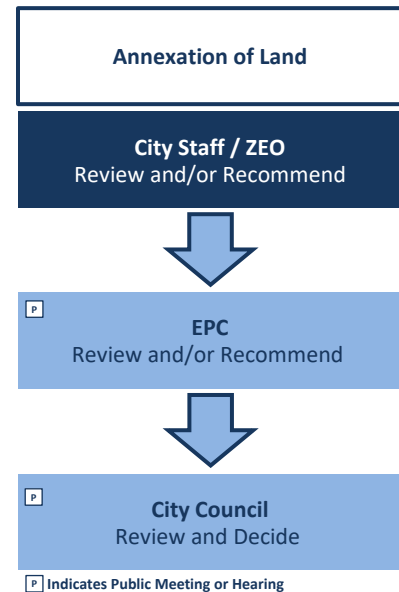 Annexation of Land
City Staff / ZEO
Review and/or Recommend
P
EPC
Review and/or Recommend
P
City Council
Review and Decide
P Indicates Public Meeting or Hearing